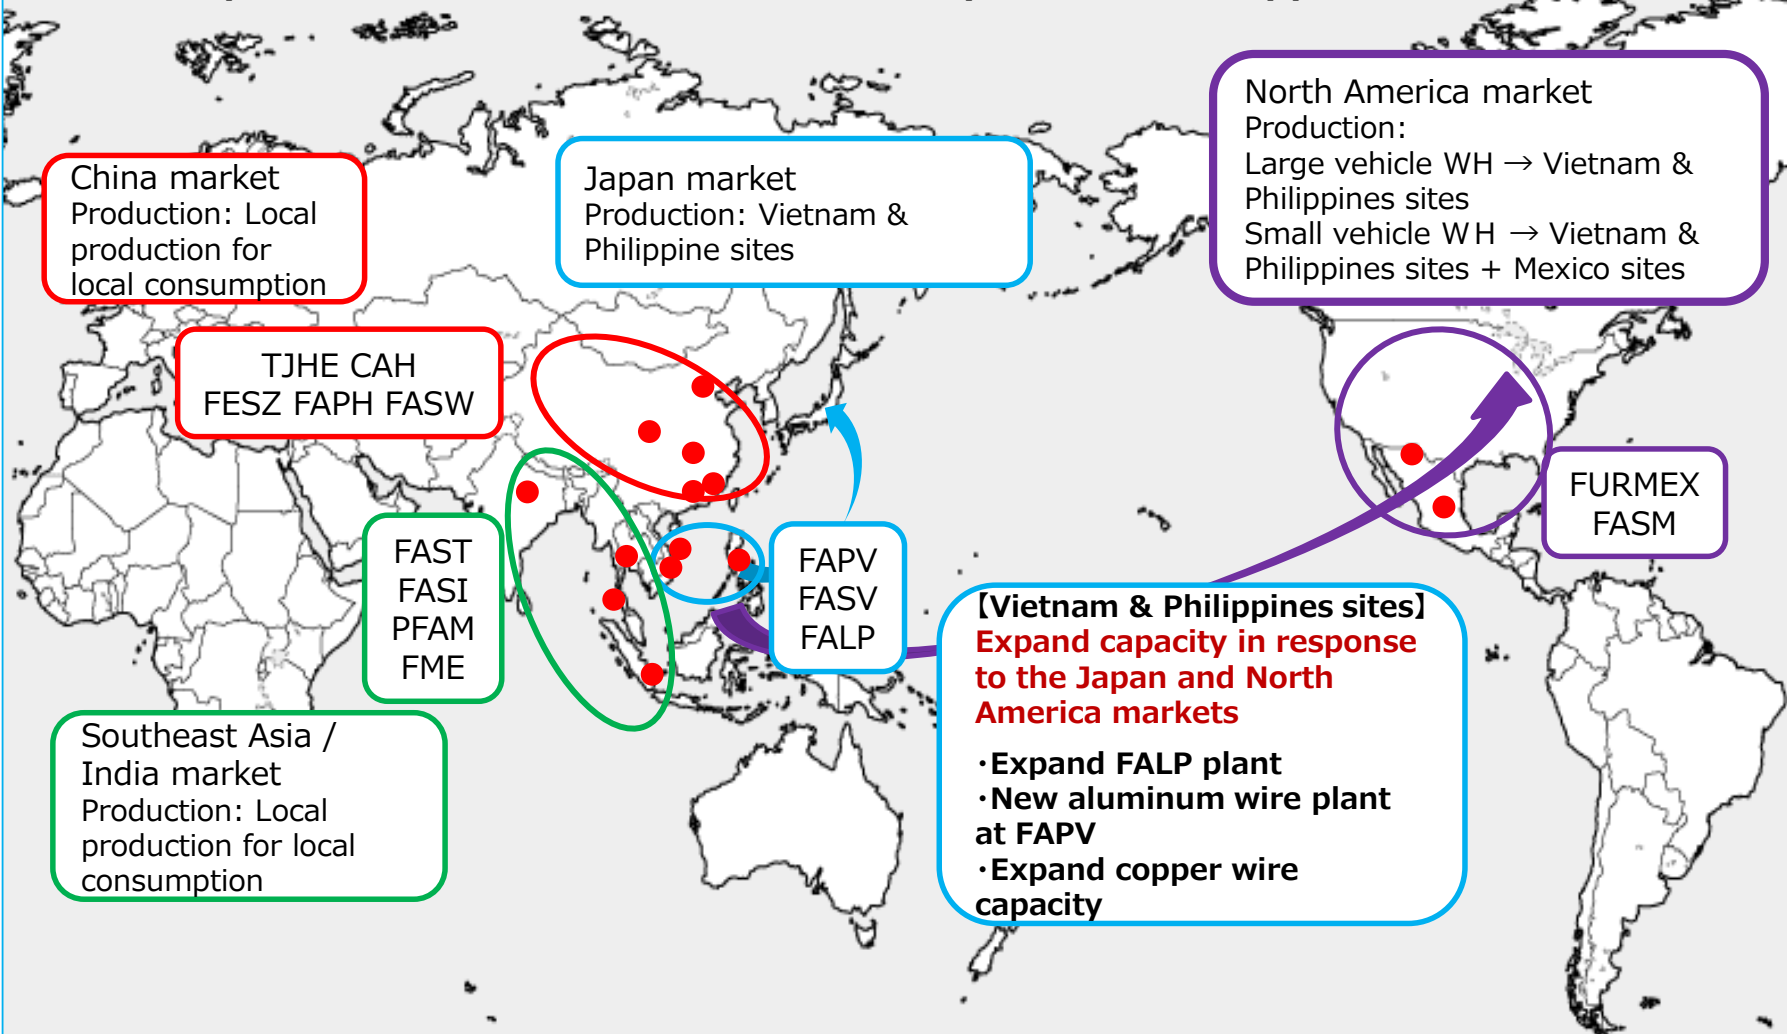 China market
Production: Local
production for
local consumption
Japan market
Production: Vietnam &
Philippine sites
North America market
Production:
Large vehicle WH → Vietnam &
Philippines sites
Small vehicle WH → Vietnam &
Philippines sites + Mexico sites
TJHE CAH
FESZ FAPH FASW
FAST
FASI
PFAM
FME
FAPV
FASV
FALP
FURMEX
FASM
Southeast Asia /
India market
Production: Local
production for local
consumption
【Vietnam & Philippines sites】
Expand capacity in response
to the Japan and North
America markets
・Expand FALP plant
・New aluminum wire plant
at FAPV
・Expand copper wire
capacity